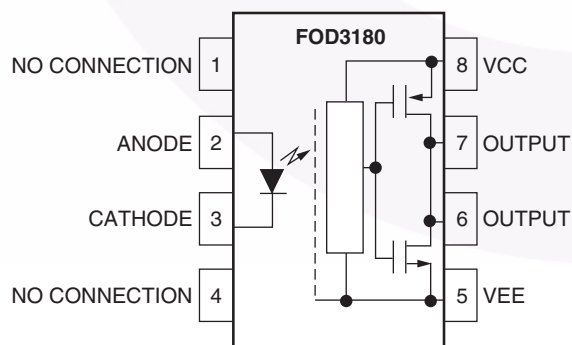 FOD3180
NO CONNECTION 1
8 VCC
ANODE 2
7 OUTPUT
CATHODE 3
6 OUTPUT
NO CONNECTION 4
5 VEE